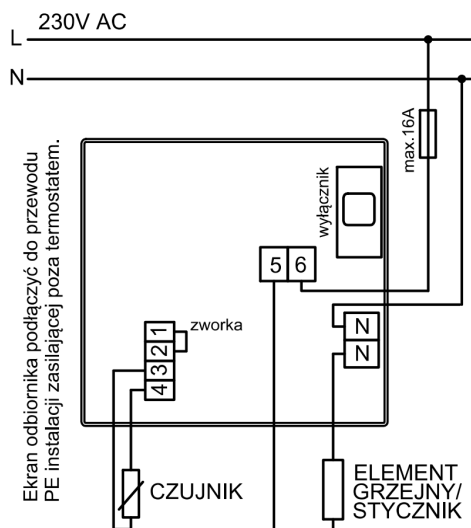 230V AC
L
N
max.16A
Ekran odbiornika podłączyć do przewodu
PE instalacji zasilającej poza termostatem.
wyłącznik
5 6
1
2
3
4
zworka
N
N
CZUJNIK
ELEMENT
GRZEJNY/
STYCZNIK